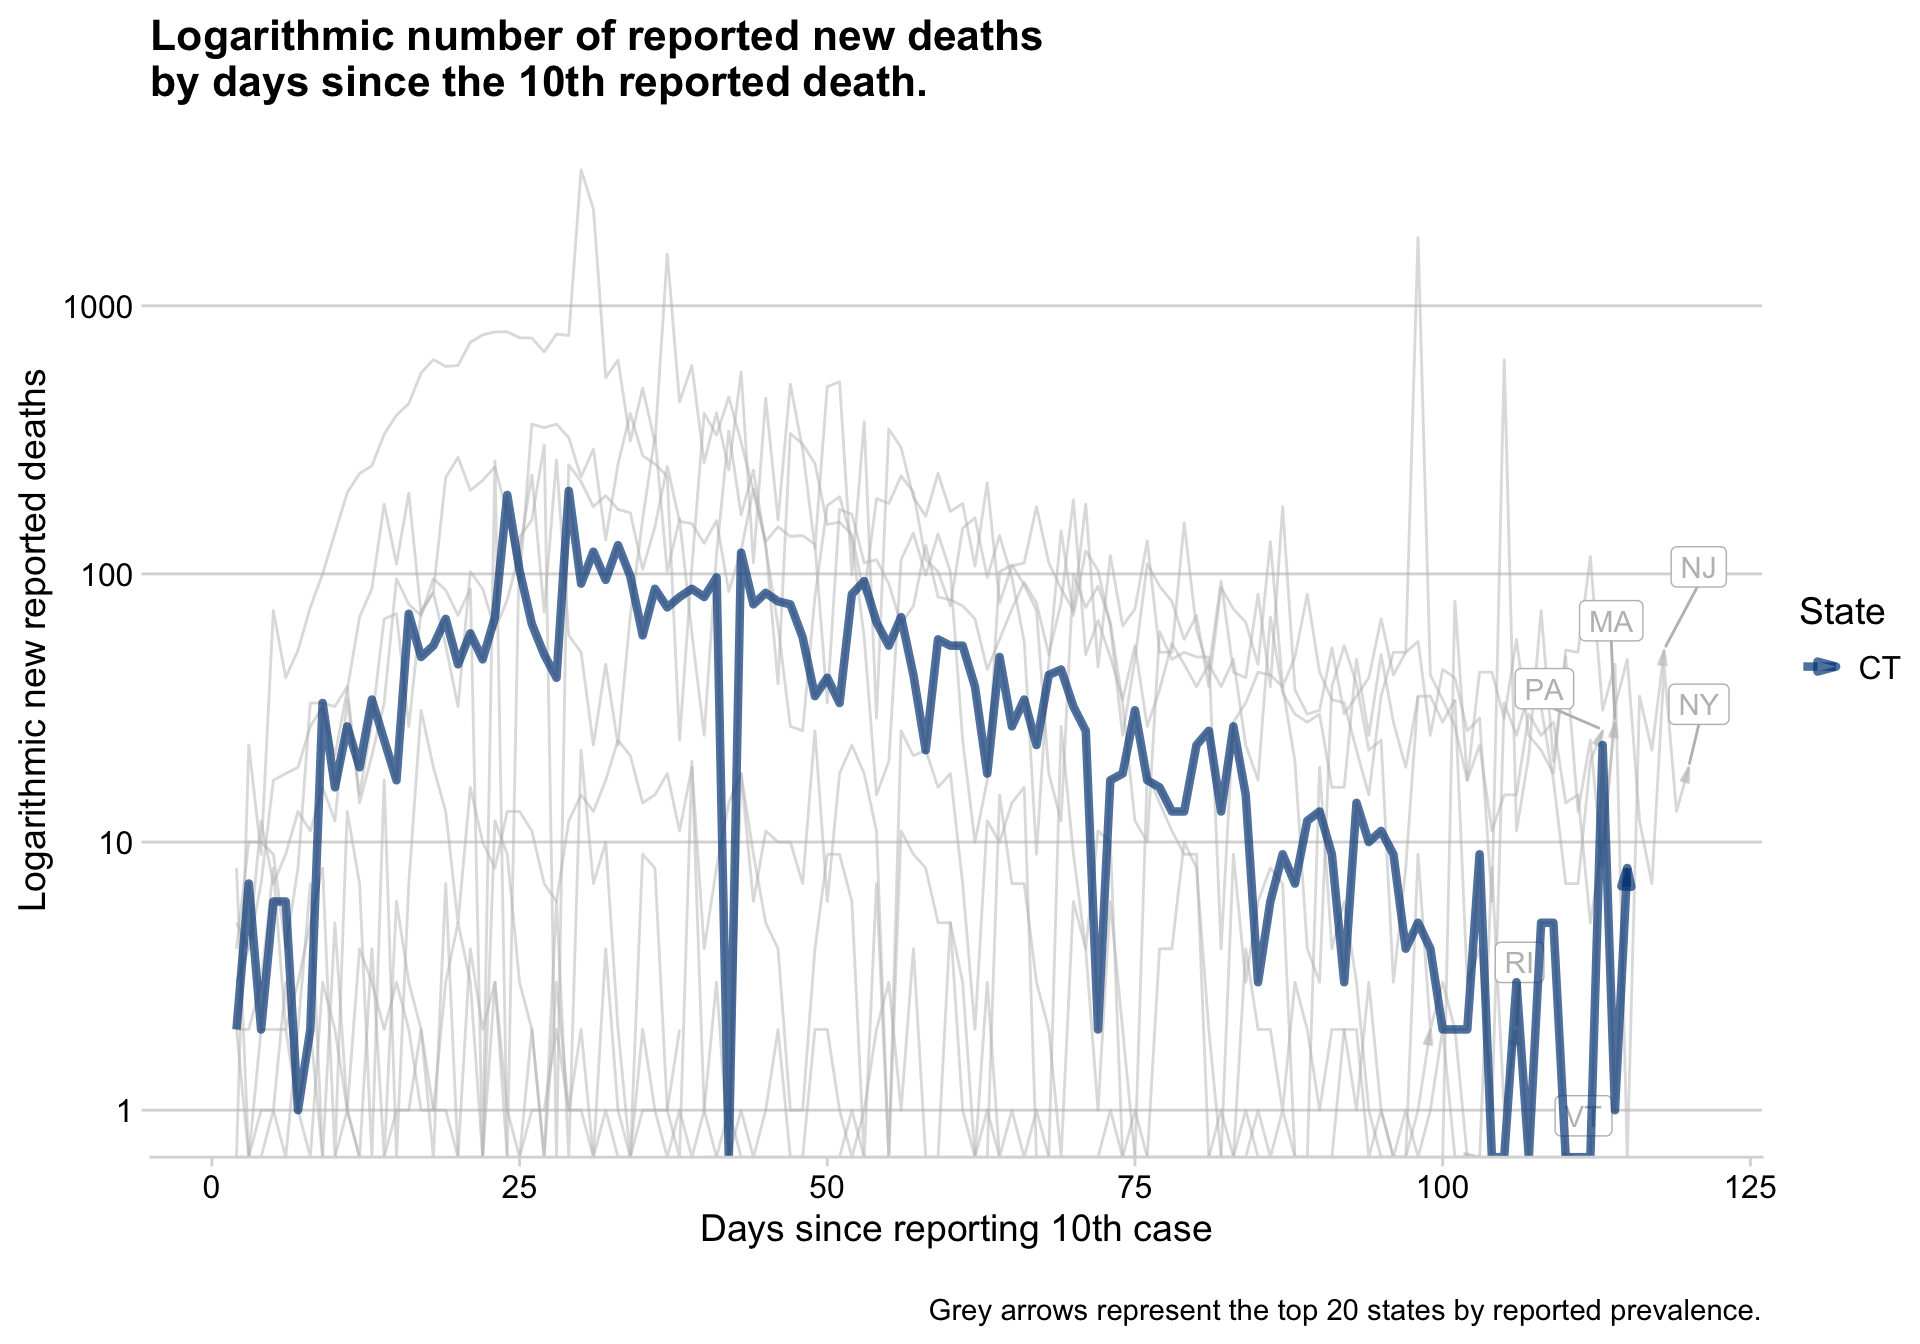 Logarithmic number of reported new deaths
by days since the 10th reported death.
Logarithmic new reported deaths
1000
100
10
1
NJ
MA
PA
NY
RI
VT
State
CT
0 25 50 75 100 125
Days since reporting 10th case
Grey arrows represent the top 20 states by reported prevalence.